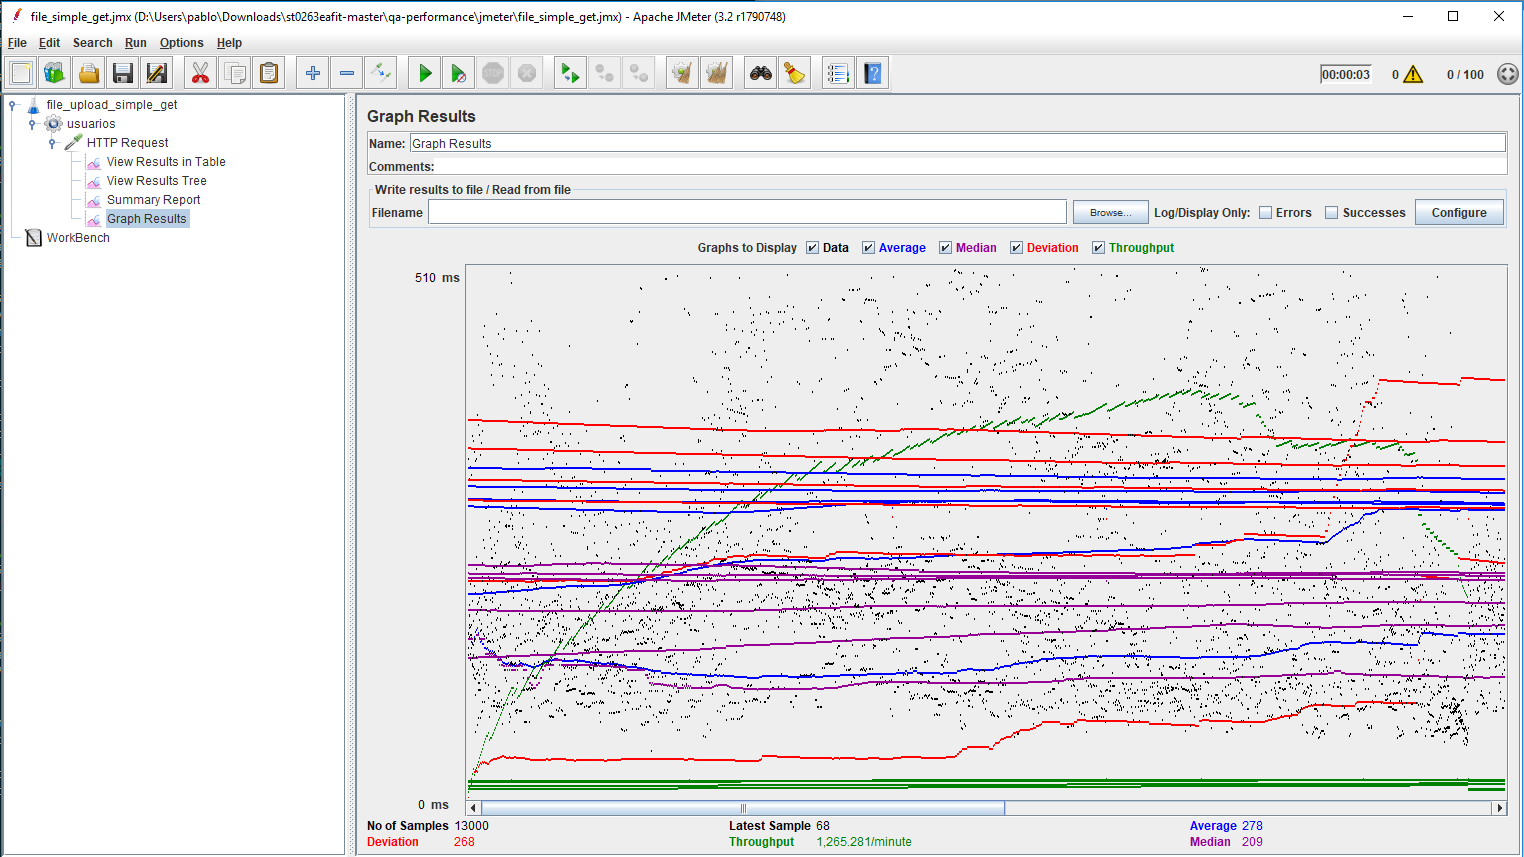 file_simple_get.jmx (D:\Users\pablo\Downloads\st0263eafit-master\qa-performance\jmeter\file_simple_get.jmx) - Apache JMeter (3.2 r1790748)
File Edit Search Run Options Help
STOP 00:00:03 0 0 / 100
file_upload_simple_get
usuarios
HTTP Request
View Results in Table
View Results Tree
Summary Report
Graph Results
WorkBench
Graph Results
Name: Graph Results
Comments:
Write results to file / Read from file
Filename Browse... Log/Display Only: Errors Successes Configure
Graphs to Display Data Average Median Deviation Throughput
510 ms
0 ms
No of Samples 13000 Latest Sample 68 Average 278
Deviation 268 Throughput 1,265.281/minute Median 209